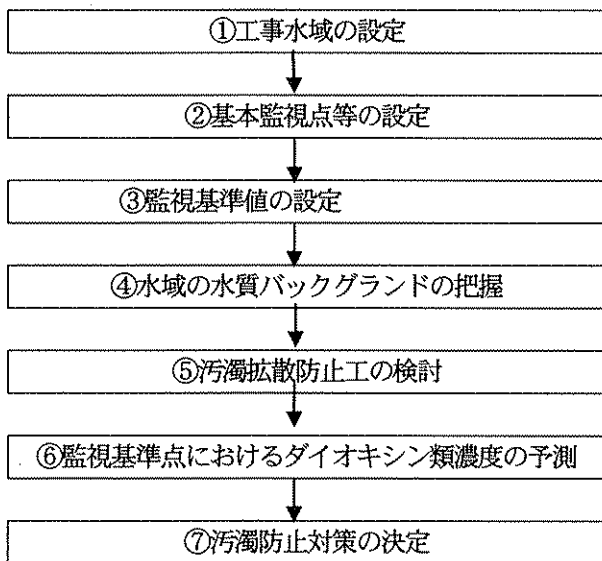 ①工事水域の設定
②基本監視点等の設定
③監視基準値の設定
④水域の水質バックグランドの把握
⑤汚濁拡散防止工の検討
⑥監視基準点におけるダイオキシン類濃度の予測
⑦汚濁防止対策の決定